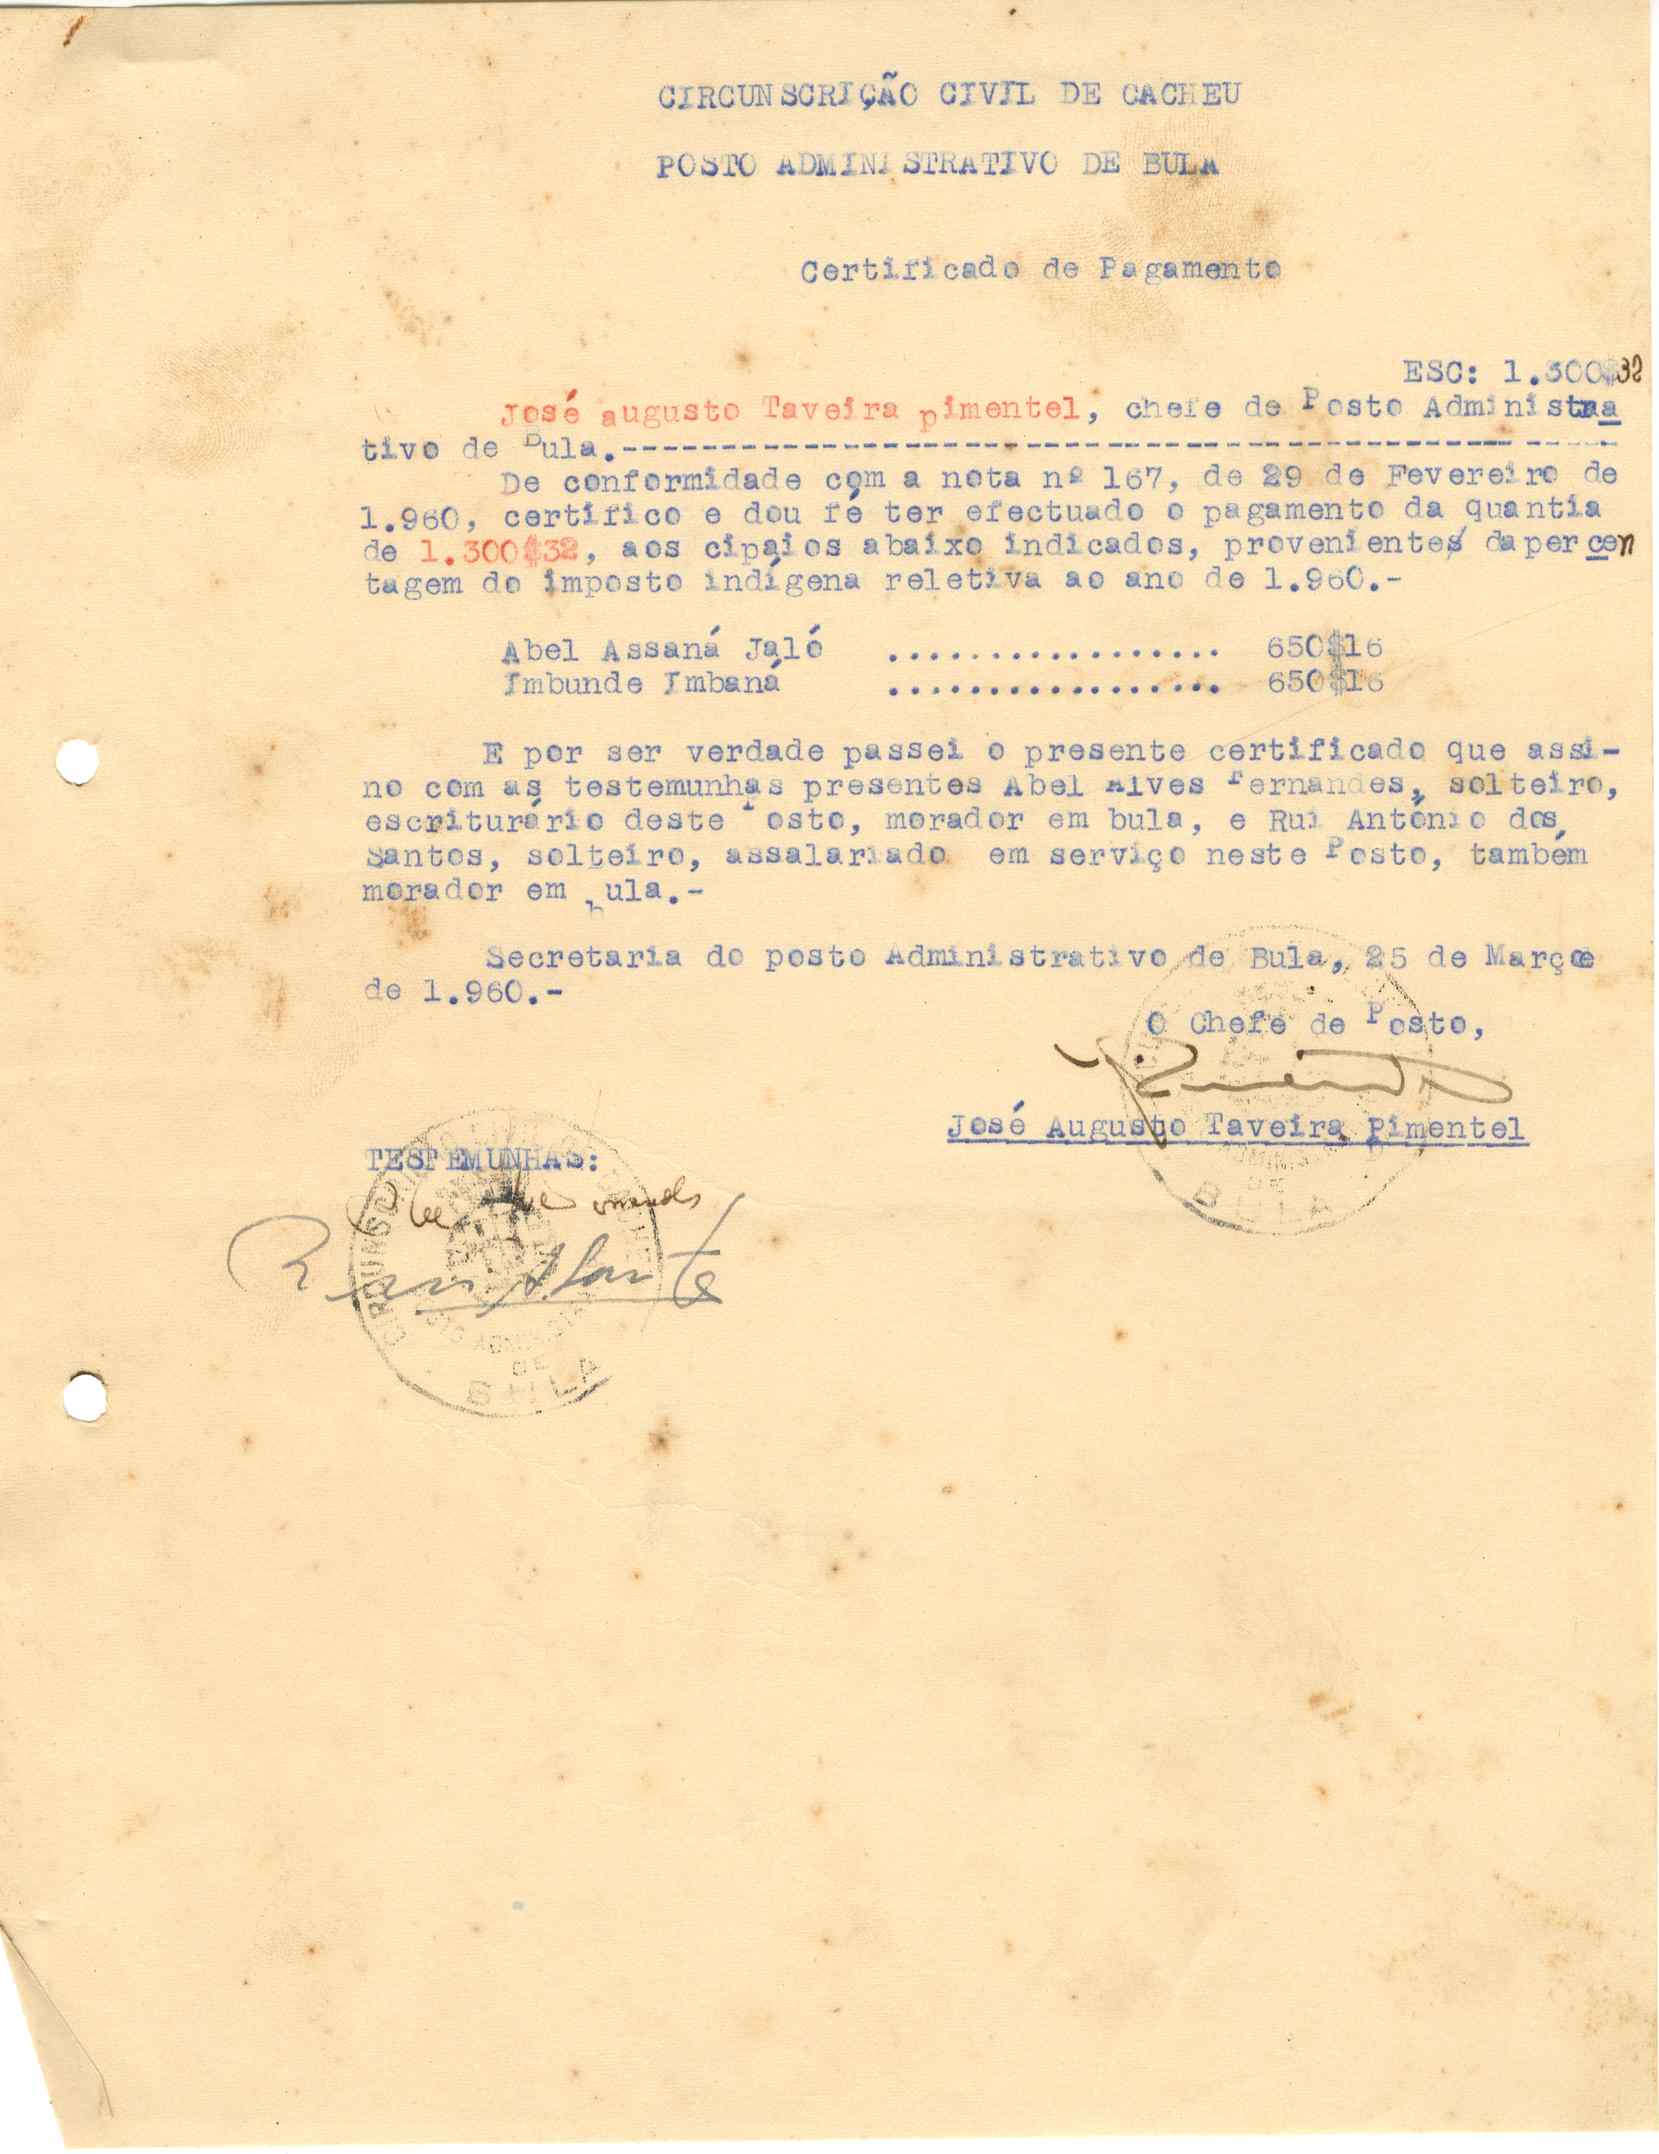 CIRCUNSCRIÇÃO CIVIL DE CACHEU
POSTO ADMINISTRATIVO DE BULA
Certificado de Pagamento
ESC: 1.300$32
José augusto Taveira pimentel, chefe de Posto Administra
tivo de Bula.------------------------------------------------
De conformidade com a nota nº 167, de 29 de Fevereiro de
1.960, certifico e dou fé ter efectuado o pagamento da quantia
de 1.300$32, aos cipaios abaixo indicados, proveniente da percen
tagem do imposto indígena reletiva ao ano de 1.960.-
Abel Assaná Jaló ................. 650$16
Imbunde Imbaná ................. 650$16
E por ser verdade passei o presente certificado que assi-
no com as testemunhas presentes Abel Alves Fernandes, solteiro,
escriturário deste Posto, morador em bula, e Rui António dos
Santos, solteiro, assalariado em serviço neste Posto, também
morador em bula.-
Secretaria do posto Administrativo de Bula, 25 de Março
de 1.960.-
O Chefe de Posto,
José Augusto Taveira Pimentel
TESTEMUNHAS:
DE
BULA
DE
BULA